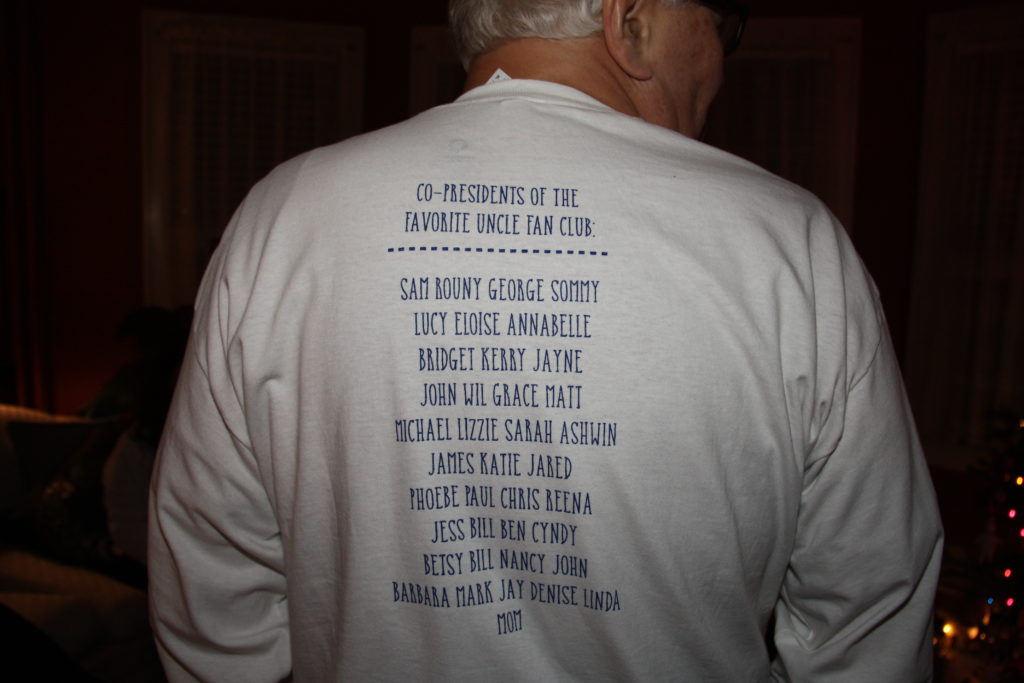 CO-PRESIDENTS OF THE
FAVORITE UNCLE FAN CLUB:
SAM ROUNY GEORGE SOMMY
LUCY ELOISE ANNABELLE
BRIDGET KERRY JAYNE
JOHN WIL GRACE MATT
MICHAEL LIZZIE SARAH ASHWIN
JAMES KATIE JARED
PHOEBE PAUL CHRIS REENA
JESS BILL BEN CYNDY
BETSY BILL NANCY JOHN
BARBARA MARK JAY DENISE LINDA
MOM